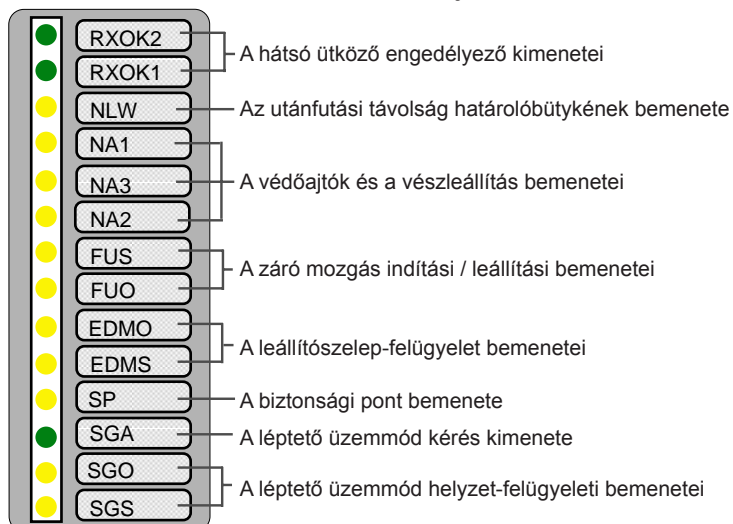 RXOK2
A hátsó ütköző engedélyező kimenetei
RXOK1
NLW
Az utánfutási távolság határolóbütykének bemenete
NA1
NA3
A védőajtók és a vészleállítás bemenetei
NA2
FUS
A záró mozgás indítási / leállítási bemenetei
FUO
EDMO
A leállítószelep-felügyelet bemenetei
EDMS
SP
A biztonsági pont bemenete
SGA
A léptető üzemmód kérés kimenete
SGO
A léptető üzemmód helyzet-felügyeleti bemenetei
SGS